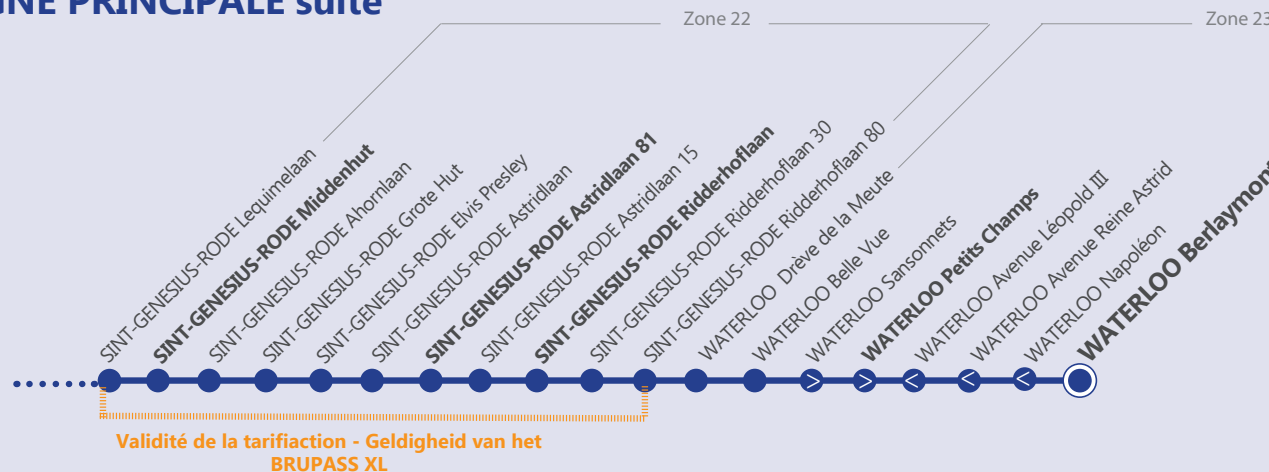 GNE PRINCIPALE suite
Zone 22
Zone 23
SINT-GENESIUS-RODE Lequimelaan
SINT-GENESIUS-RODE Middenhut
SINT-GENESIUS-RODE Ahornlaan
SINT-GENESIUS-RODE Grote Hut
SINT-GENESIUS-RODE Elvis Presley
SINT-GENESIUS-RODE Astridlaan
SINT-GENESIUS-RODE Astridlaan 81
SINT-GENESIUS-RODE Astridlaan 15
SINT-GENESIUS-RODE Ridderhoflaan
SINT-GENESIUS-RODE Ridderhoflaan 30
SINT-GENESIUS-RODE Ridderhoflaan 80
WATERLOO Drève de la Meute
WATERLOO Belle Vue
WATERLOO Sansonnets
WATERLOO Petits Champs
WATERLOO Avenue Léopold III
WATERLOO Avenue Reine Astrid
WATERLOO Napoléon
WATERLOO Berlaymont
> > < < <
Validité de la tarifiaction - Geldigheid van het
BRUPASS XL